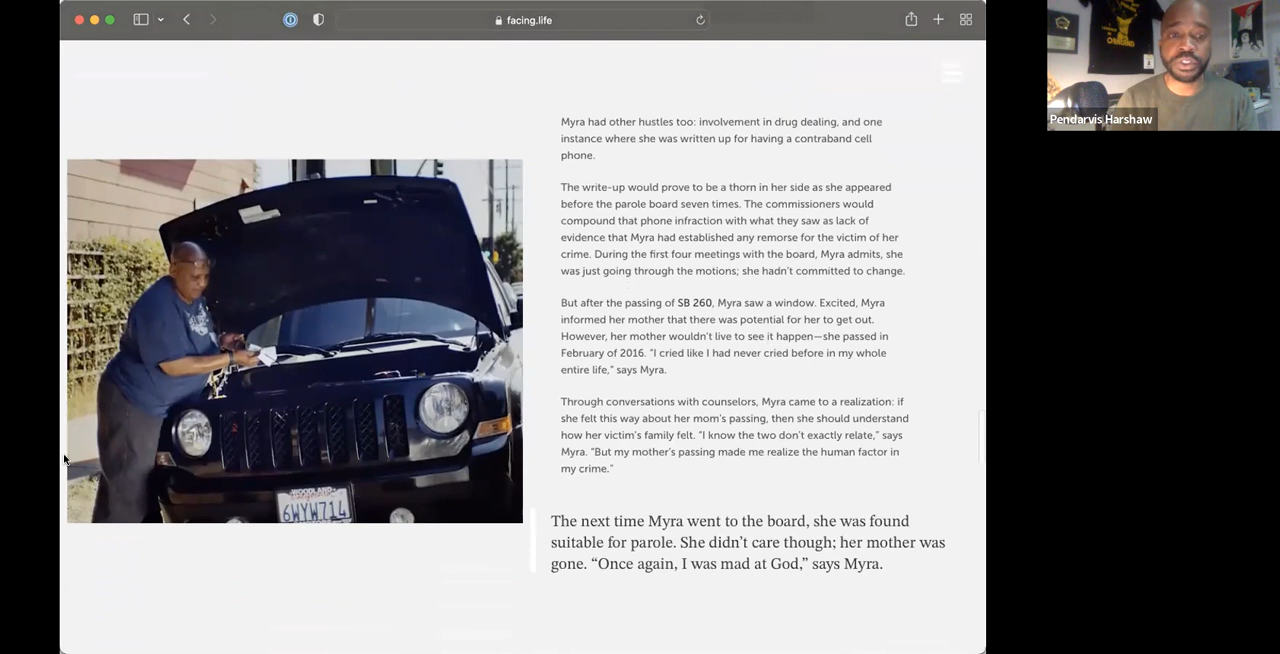 facing.life
Myra had other hustles too: involvement in drug dealing, and one
instance where she was written up for having a contraband cell
phone.
The write-up would prove to be a thorn in her side as she appeared
before the parole board seven times. The commissioners would
compound that phone infraction with what they saw as lack of
evidence that Myra had established any remorse for the victim of her
crime. During the first four meetings with the board, Myra admits, she
was just going through the motions; she hadn't committed to change.
But after the passing of SB 260, Myra saw a window. Excited, Myra
informed her mother that there was potential for her to get out.
However, her mother wouldn't live to see it happen—she passed in
February of 2016. “I cried like I had never cried before in my whole
entire life,” says Myra.
Through conversations with counselors, Myra came to a realization: if
she felt this way about her mom's passing, then she should understand
how her victim's family felt. “I know the two don't exactly relate,” says
Myra. “But my mother's passing made me realize the human factor in
my crime.”
The next time Myra went to the board, she was found
suitable for parole. She didn't care though; her mother was
gone. “Once again, I was mad at God,” says Myra.
WOODLAND
6WYW714
Pendarvis Harshaw